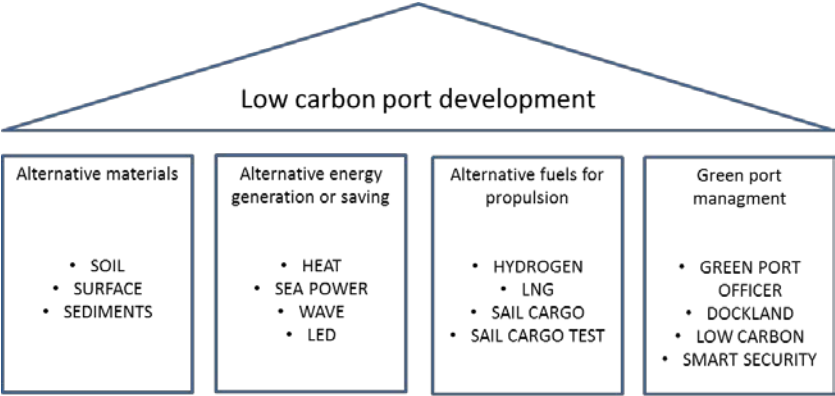 Low carbon port development
Alternative materials
• SOIL
• SURFACE
• SEDIMENTS
Alternative energy
generation or saving
• HEAT
• SEA POWER
• WAVE
• LED
Alternative fuels for
propulsion
• HYDROGEN
• LNG
• SAIL CARGO
• SAIL CARGO TEST
Green port
managment
• GREEN PORT
OFFICER
• DOCKLAND
• LOW CARBON
• SMART SECURITY